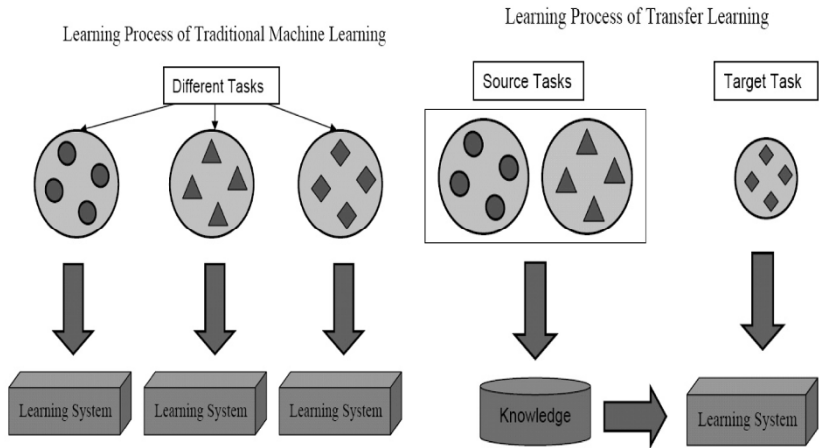 Learning Process of Traditional Machine Learning
Different Tasks
Learning System
Learning System
Learning System
Learning Process of Transfer Learning
Source Tasks
Target Task
Knowledge
Learning System